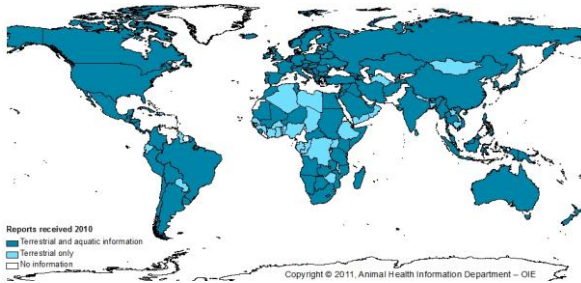 Reports received 2010
Terrestrial and aquatic information
Terrestrial only
No information
Copyright © 2011, Animal Health Information Department – OIE